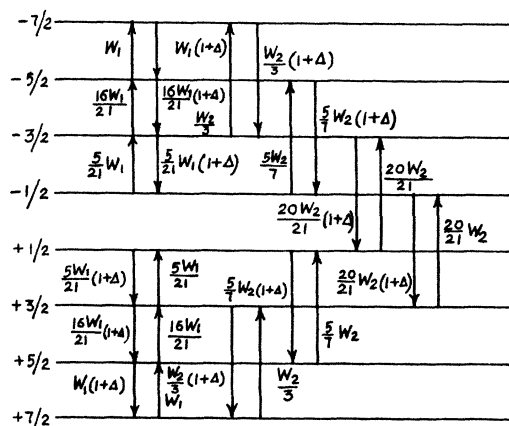 -7/2
W₁ W₁(1+Δ) W₂/3 (1+Δ)
-5/2
16W₁/21 16W₁/21 (1+Δ) W₂/3 5/7 W₂(1+Δ)
-3/2
5/21 W₁ 5/21 W₁(1+Δ) 5W₂/7 20W₂/21
-1/2
20W₂/21 (1+Δ) 20/21 W₂
+1/2
5W₁/21 (1+Δ) 5W₁/21 5/7 W₂(1+Δ) 20/21 W₂(1+Δ)
+3/2
16W₁/21 (1+Δ) 16W₁/21 5/7 W₂
+5/2
W₁(1+Δ) W₂/3 (1+Δ) W₂/3
W₁
+7/2